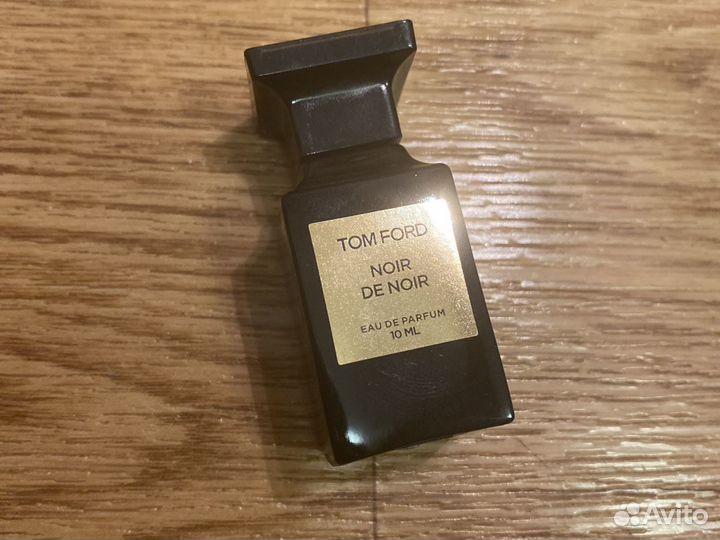 TOM FORD
NOIR
DE NOIR
EAU DE PARFUM
10 ML
Avito